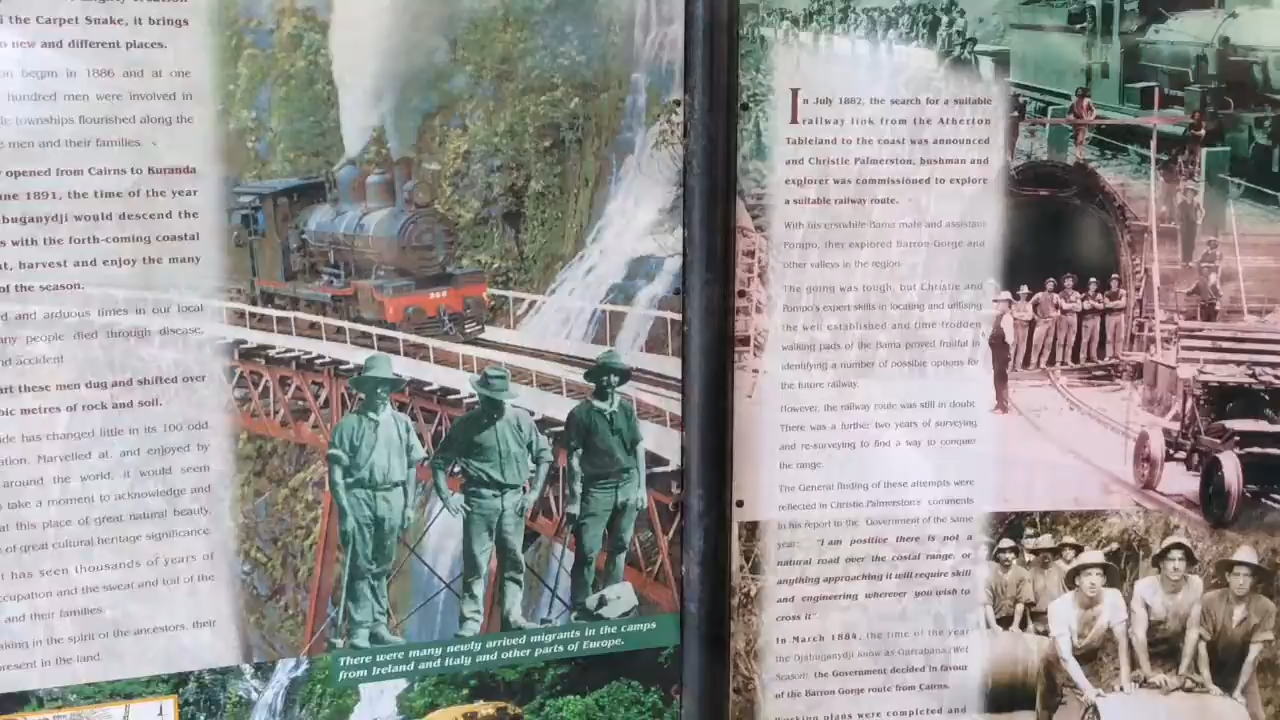 the Carpet Snake, it brings
new and different places.
began in 1886 and at one
hundred men were involved in
townships flourished along the
men and their families.
opened from Cairns to Kuranda
June 1891, the time of the year
buganydji would descend the
with the forth-coming coastal
harvest and enjoy the many
of the season.
and arduous times in our local
many people died through disease,
and accident
these men dug and shifted over
metres of rock and soil.
has changed little in its 100 odd
Marvelled at, and enjoyed by
around the world, it would seem
take a moment to acknowledge and
at this place of great natural beauty,
of great cultural heritage significance
has seen thousands of years of
occupation and the sweat and toil of the
and their families.
in the spirit of the ancestors, their
present in the land.
208
There were many newly arrived migrants in the camps
from Ireland and Italy and other parts of Europe.
In July 1882, the search for a suitable
railway link from the Atherton
Tableland to the coast was announced
and Christie Palmerston, bushman and
explorer was commissioned to explore
a suitable railway route.
With his erstwhile Bama male and assistant
Pompo, they explored Barron Gorge and
other valleys in the region.
The going was tough, but Christie and
Pompo's expert skills in locating and utilising
the well established and time trodden
walking pads of the Bama proved fruitful in
identifying a number of possible options for
the future railway.
However, the railway route was still in doubt.
There was a further two years of surveying
and re-surveying to find a way to conquer
the range.
The General finding of these attempts were
reflected in Christie Palmerston's comments
in his report to the Government of the same
year: "I am positive there is not a
natural road over the costal range, or
anything approaching it will require skill
and engineering wherever you wish to
cross it".
In March 1884, the time of the year
the Djabuganydji know as Gurrabana (Wet
Season), the Government decided in favour
of the Barron Gorge route from Cairns.
Working plans were completed and